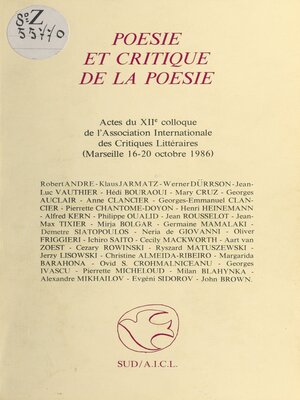 8° Z
55770
POESIE
ET CRITIQUE
DE LA POESIE
Actes du XIIe colloque
de l'Association Internationale
des Critiques Littéraires
(Marseille 16-20 octobre 1986)
Robert ANDRE - Klaus JARMATZ - Werner DÜRRSON - Jean-
Luc VAUTHIER - Hédi BOURAOUI - Mary CRUZ - Georges
AUCLAIR - Anne CLANCIER - Georges-Emmanuel CLAN-
CIER - Pierrette CHANTOME-DOYON - Henri HEINEMANN
- Alfred KERN - Philippe OUALID - Jean ROUSSELOT - Jean-
Max TIXIER - Mirja BOLGAR - Germaine MAMALAKI -
Démetre SIATOPULOS - Neria de GIOVANNI - Oliver
FRIGGIERI - Ichiro SAITO - Cecily MACKWORTH - Aart van
ZOEST - Cezary ROWINSKI - Ryszard MATUSZEWSKI -
Jerzy LISOWSKI - Christine ALMEIDA-RIBEIRO - Margarida
BARAHONA - Ovid S. CROHMALNICEANU - Georges
IVASCU - Pierrette MICHELOUD - Milan BLAHYNKA -
Alexandre MIKHAILOV - Evgéni SIDOROV - John BROWN.
SUD/A.I.C.L.